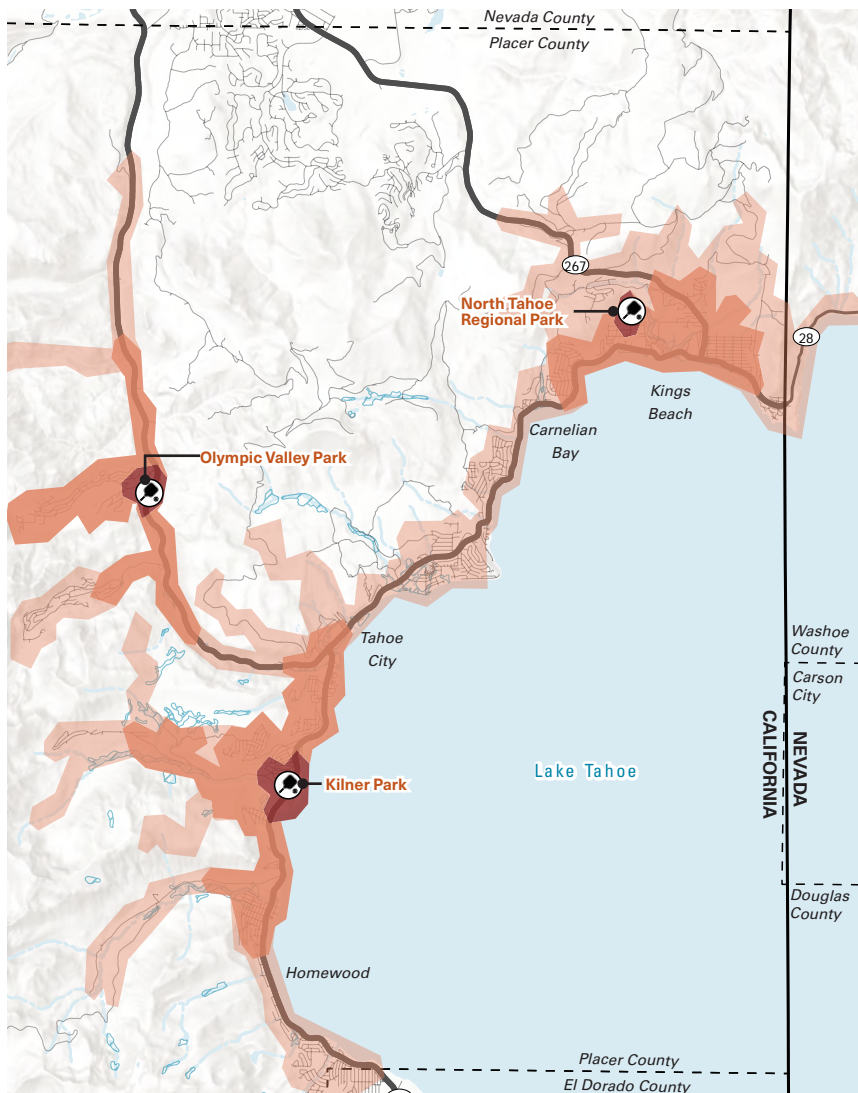 Nevada County
Placer County
267
North Tahoe
Regional Park
28
Kings
Beach
Carnelian
Bay
Olympic Valley Park
Tahoe
City
Washoe
County
Carson
City
NEVADA
CALIFORNIA
Lake Tahoe
Kilner Park
Douglas
County
Homewood
Placer County
El Dorado County